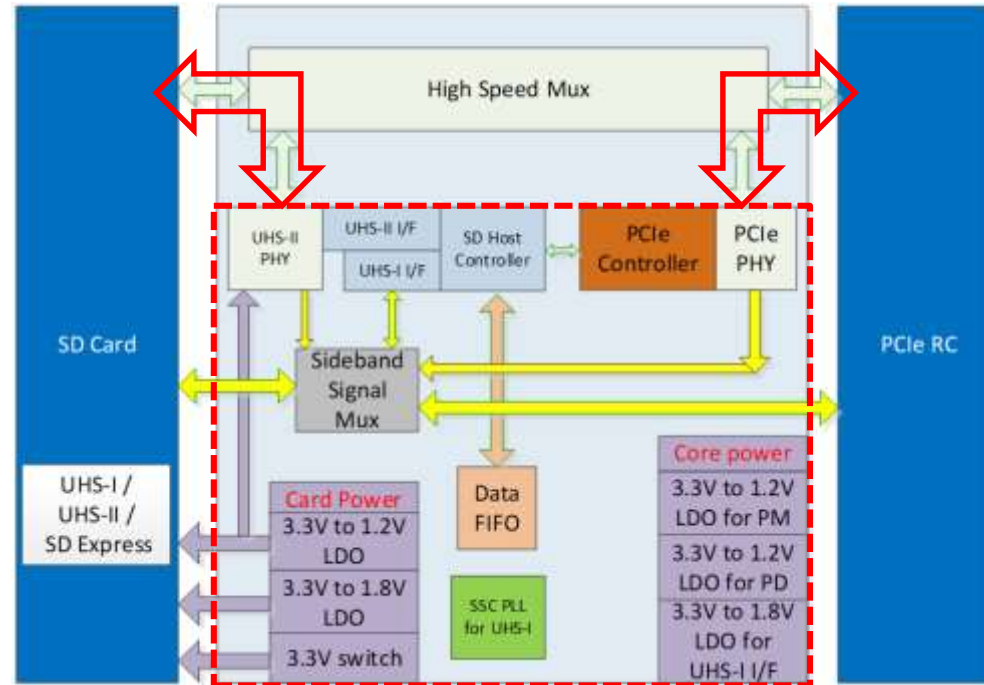 High Speed Mux
UHS-II
PHY
UHS-II I/F
UHS-I I/F
SD Host
Controller
PCIe
Controller
PCIe
PHY
SD Card
PCIe RC
Sideband
Signal
Mux
UHS-I /
UHS-II /
SD Express
Card Power
3.3V to 1.2V
LDO
3.3V to 1.8V
LDO
3.3V switch
Data
FIFO
SSC PLL
for UHS-I
Core power
3.3V to 1.2V
LDO for PM
3.3V to 1.2V
LDO for PD
3.3V to 1.8V
LDO for
UHS-I I/F